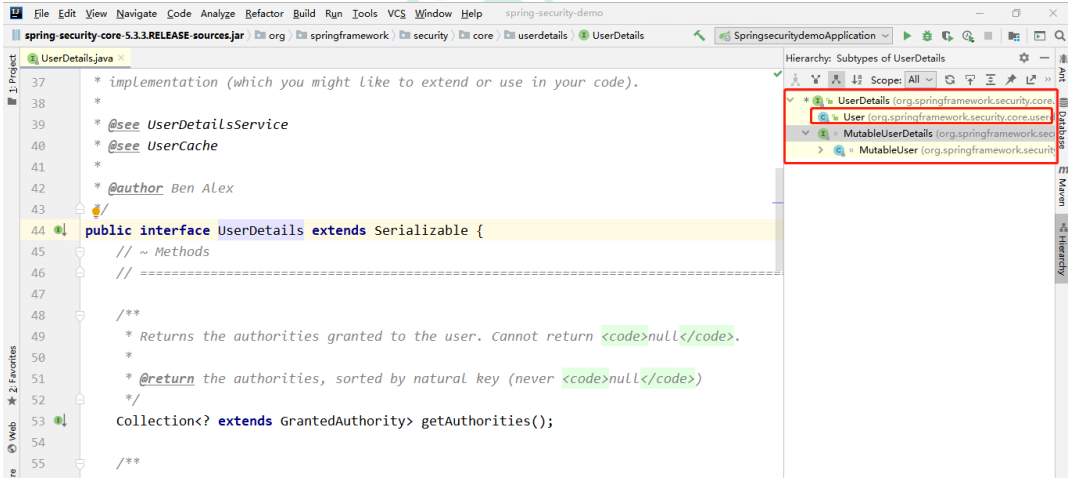 File Edit View Navigate Code Analyze Refactor Build Run Tools VCS Window Help spring-security-demo
spring-security-core-5.3.3.RELEASE-sources.jar org springframework security core userdetails UserDetails SpringsecuritydemoApplication
1: Project
UserDetails.java
37 * implementation (which you might like to extend or use in your code).
38 *
39 * @see UserDetailsService
40 * @see UserCache
41 *
42 * @author Ben Alex
43 */
44 public interface UserDetails extends Serializable {
45 // ~ Methods
46 // ================================================================================
47
48 /**
49 * Returns the authorities granted to the user. Cannot return <code>null</code>.
50 *
51 * @return the authorities, sorted by natural key (never <code>null</code>)
52 */
53 Collection<? extends GrantedAuthority> getAuthorities();
54
55 /**
2: Favorites
Web
Hierarchy: Subtypes of UserDetails
Scope: All
* UserDetails (org.springframework.security.core.
User (org.springframework.security.core.userd
MutableUserDetails (org.springframework.sec
MutableUser (org.springframework.security
Ant
Database
Maven
Hierarchy